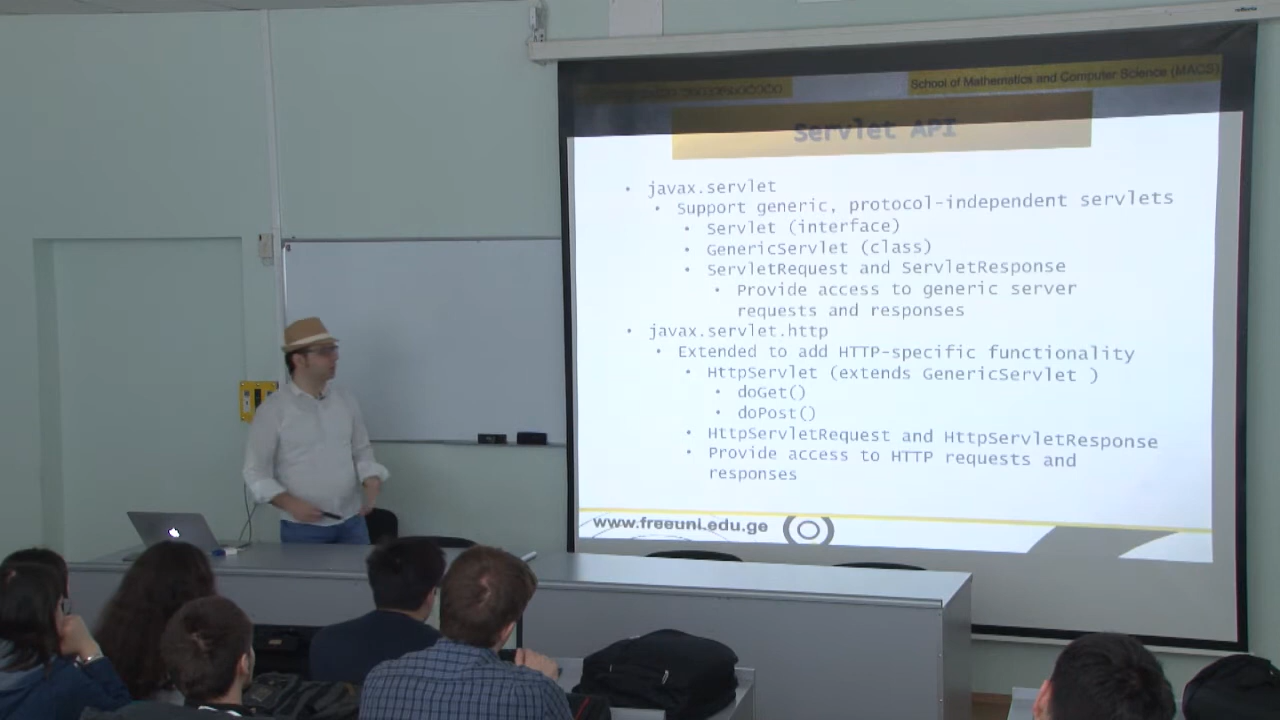 School of Mathematics and Computer Science (MACS)
Servlet API
• javax.servlet
• Support generic, protocol-independent servlets
• Servlet (interface)
• GenericServlet (class)
• ServletRequest and ServletResponse
• Provide access to generic server
requests and responses
• javax.servlet.http
• Extended to add HTTP-specific functionality
• HttpServlet (extends GenericServlet )
• doGet()
• doPost()
• HttpServletRequest and HttpServletResponse
• Provide access to HTTP requests and
responses
www.freeuni.edu.ge